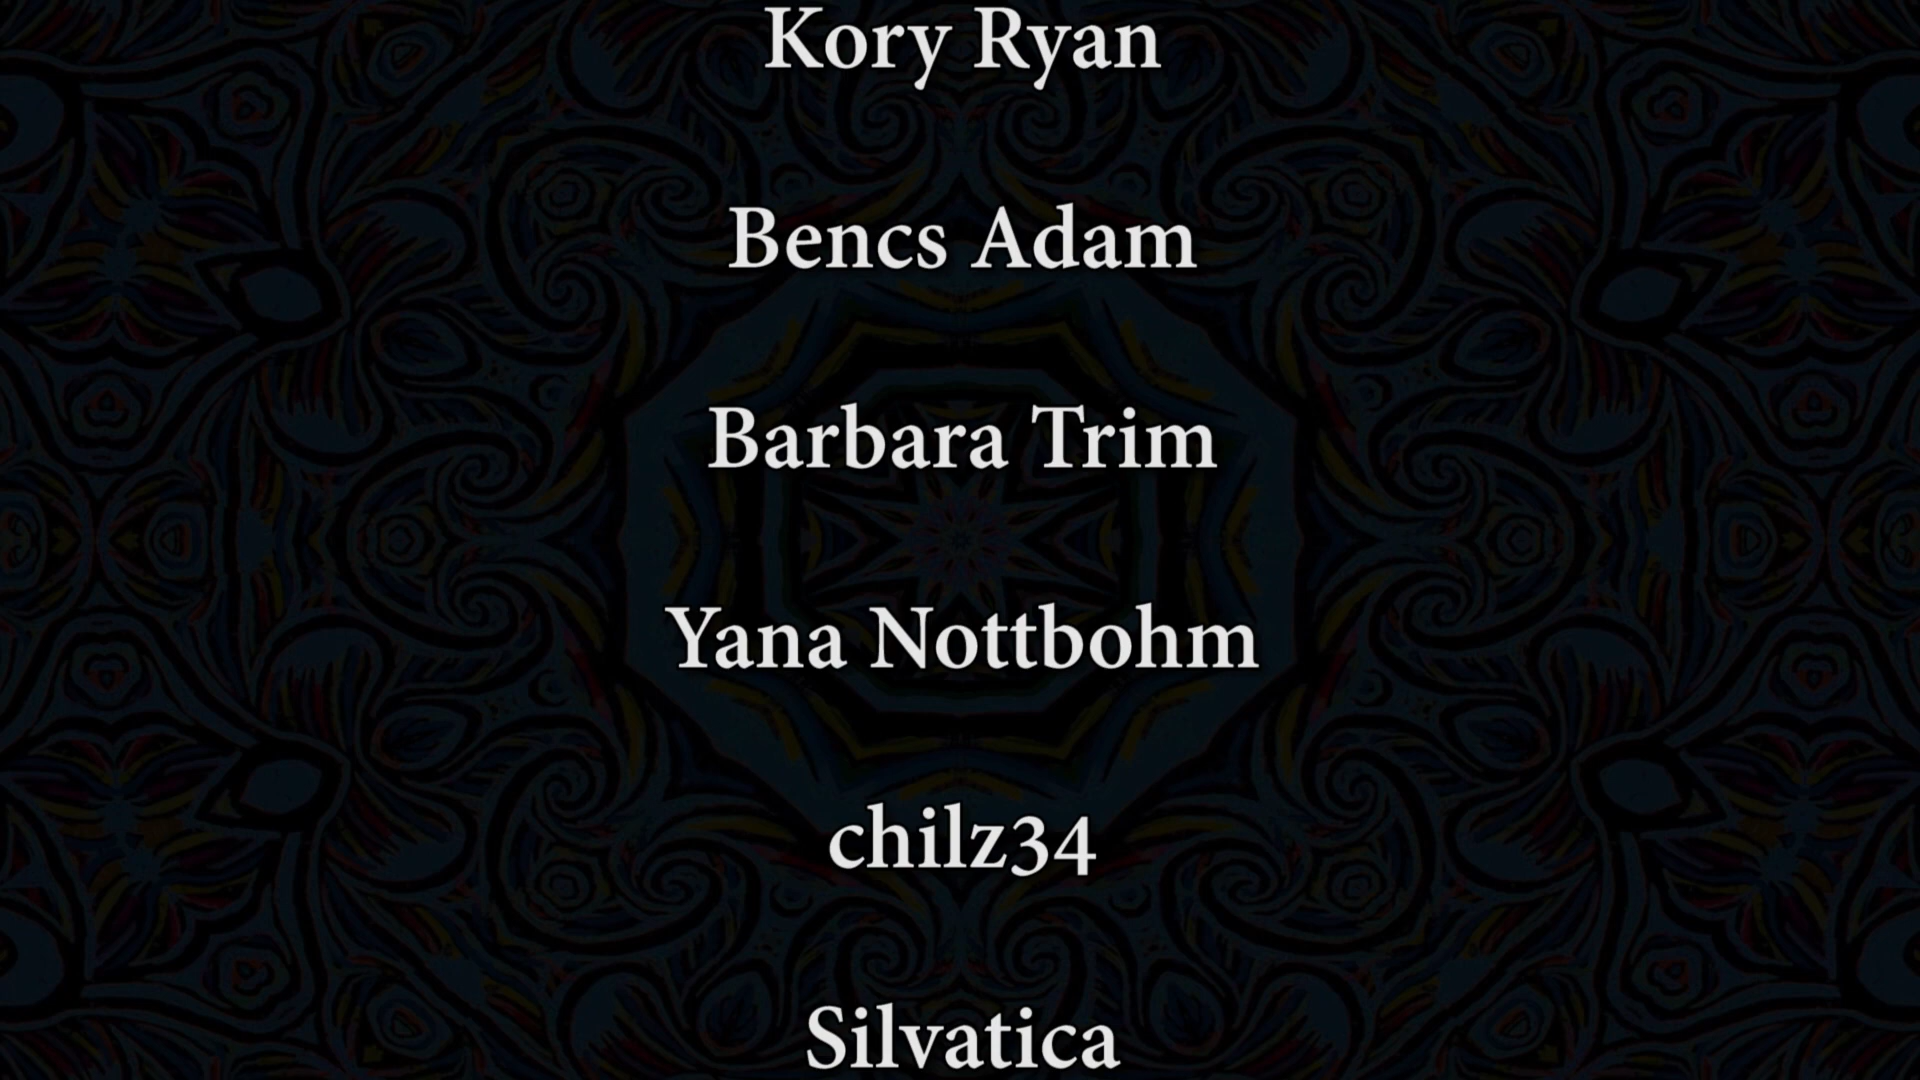 Kory Ryan
Bencs Adam
Barbara Trim
Yana Nottbohm
chilz34
Silvatica